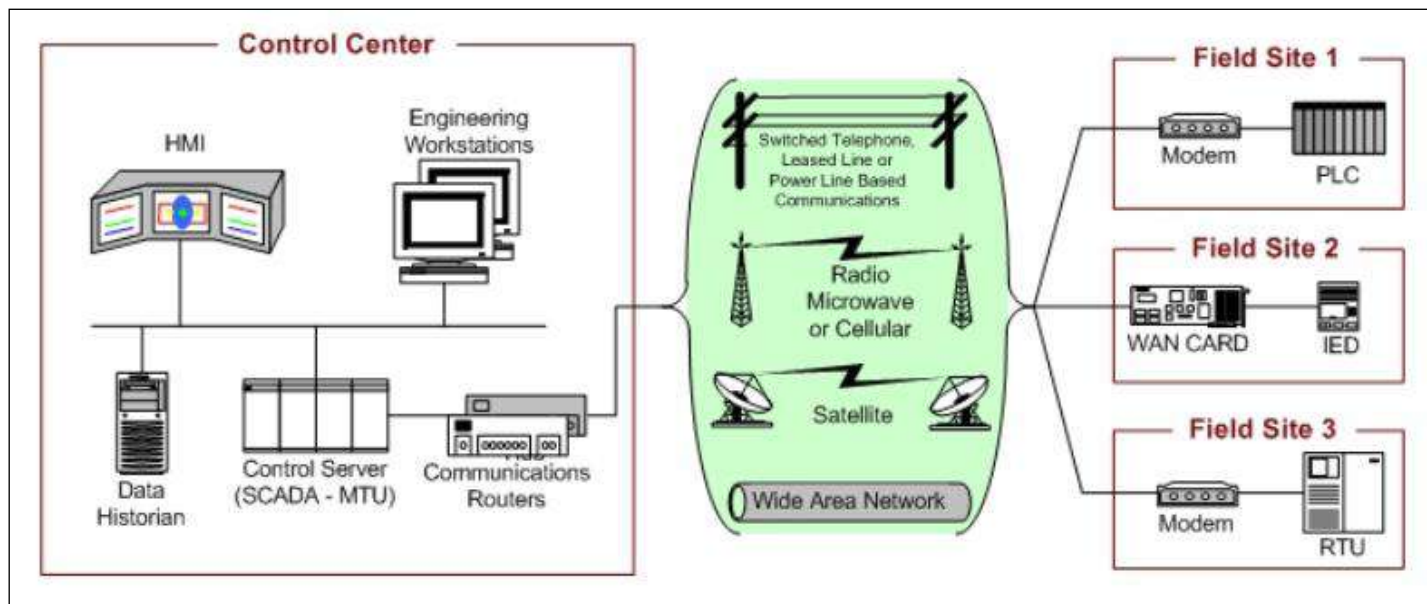 Control Center
HMI
Engineering
Workstations
Data
Historian
Control Server
(SCADA - MTU)
Communications
Routers
Switched Telephone,
Leased Line or
Power Line Based
Communications
Radio
Microwave
or Cellular
Satellite
Wide Area Network
Field Site 1
Modem
PLC
Field Site 2
WAN CARD
IED
Field Site 3
Modem
RTU